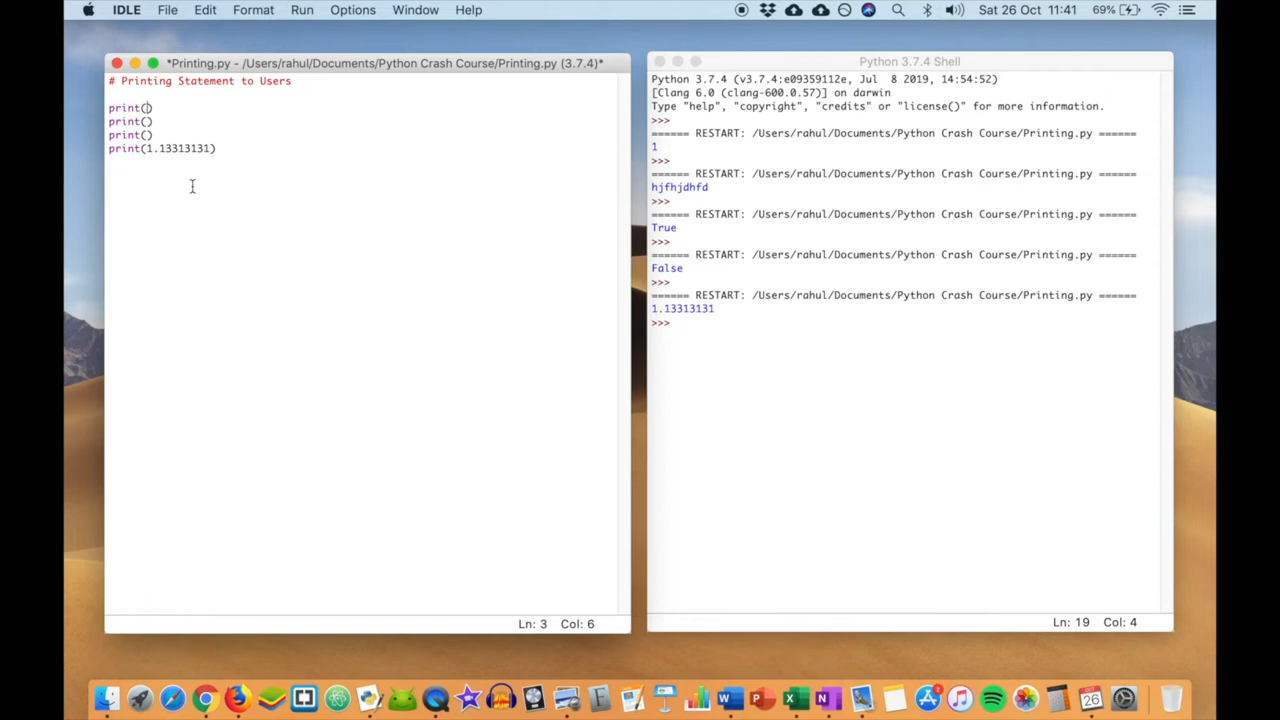 IDLE File Edit Format Run Options Window Help Sat 26 Oct 11:41 69%
*Printing.py - /Users/rahul/Documents/Python Crash Course/Printing.py (3.7.4)*
# Printing Statement to Users
print()
print()
print()
print(1.13313131)
Ln: 3 Col: 6
Python 3.7.4 Shell
Python 3.7.4 (v3.7.4:e09359112e, Jul  8 2019, 14:54:52)
[Clang 6.0 (clang-600.0.57)] on darwin
Type "help", "copyright", "credits" or "license()" for more information.
>>>
====== RESTART: /Users/rahul/Documents/Python Crash Course/Printing.py ======
1
>>>
====== RESTART: /Users/rahul/Documents/Python Crash Course/Printing.py ======
hjfhjdhfd
>>>
====== RESTART: /Users/rahul/Documents/Python Crash Course/Printing.py ======
True
>>>
====== RESTART: /Users/rahul/Documents/Python Crash Course/Printing.py ======
False
>>>
====== RESTART: /Users/rahul/Documents/Python Crash Course/Printing.py ======
1.13313131
>>>
Ln: 19 Col: 4